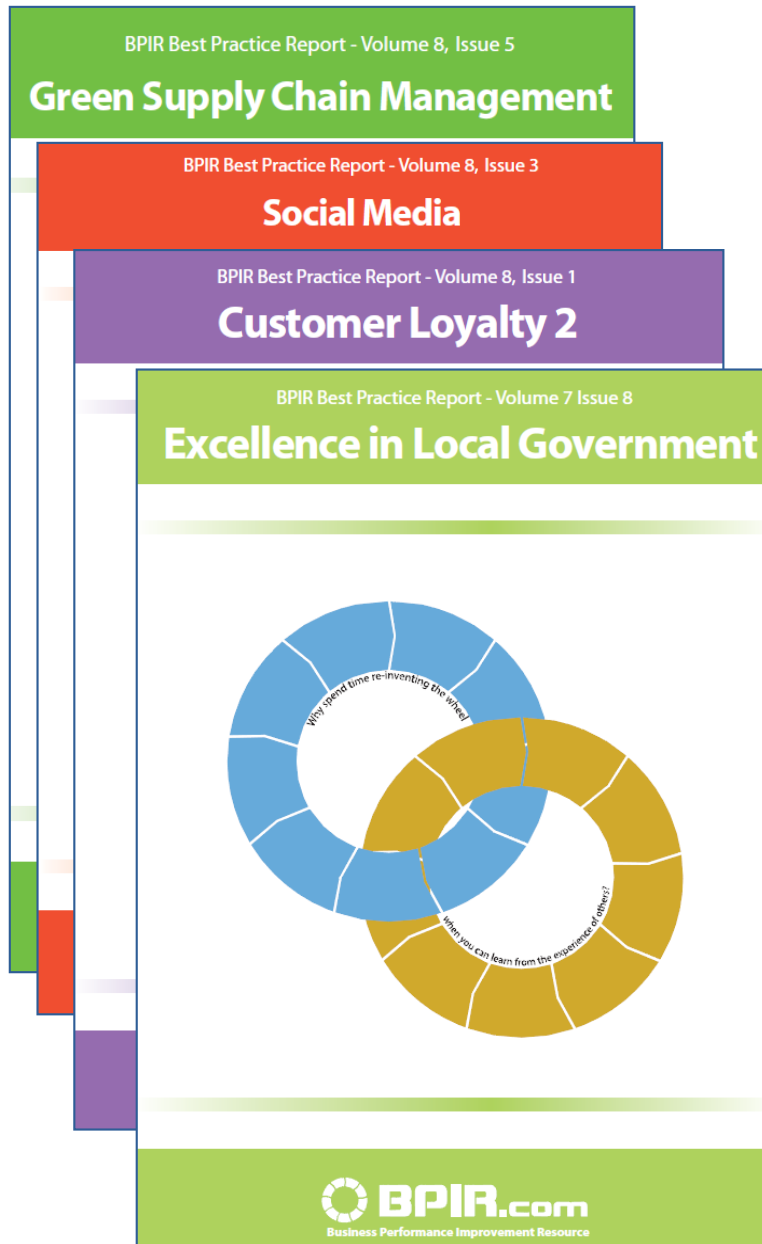 BPIR Best Practice Report - Volume 8, Issue 5
Green Supply Chain Management
BPIR Best Practice Report - Volume 8, Issue 3
Social Media
BPIR Best Practice Report - Volume 8, Issue 1
Customer Loyalty 2
BPIR Best Practice Report - Volume 7 Issue 8
Excellence in Local Government
Why spend time re-inventing the wheel
when you can learn from the experience of others?
BPIR.com
Business Performance Improvement Resource